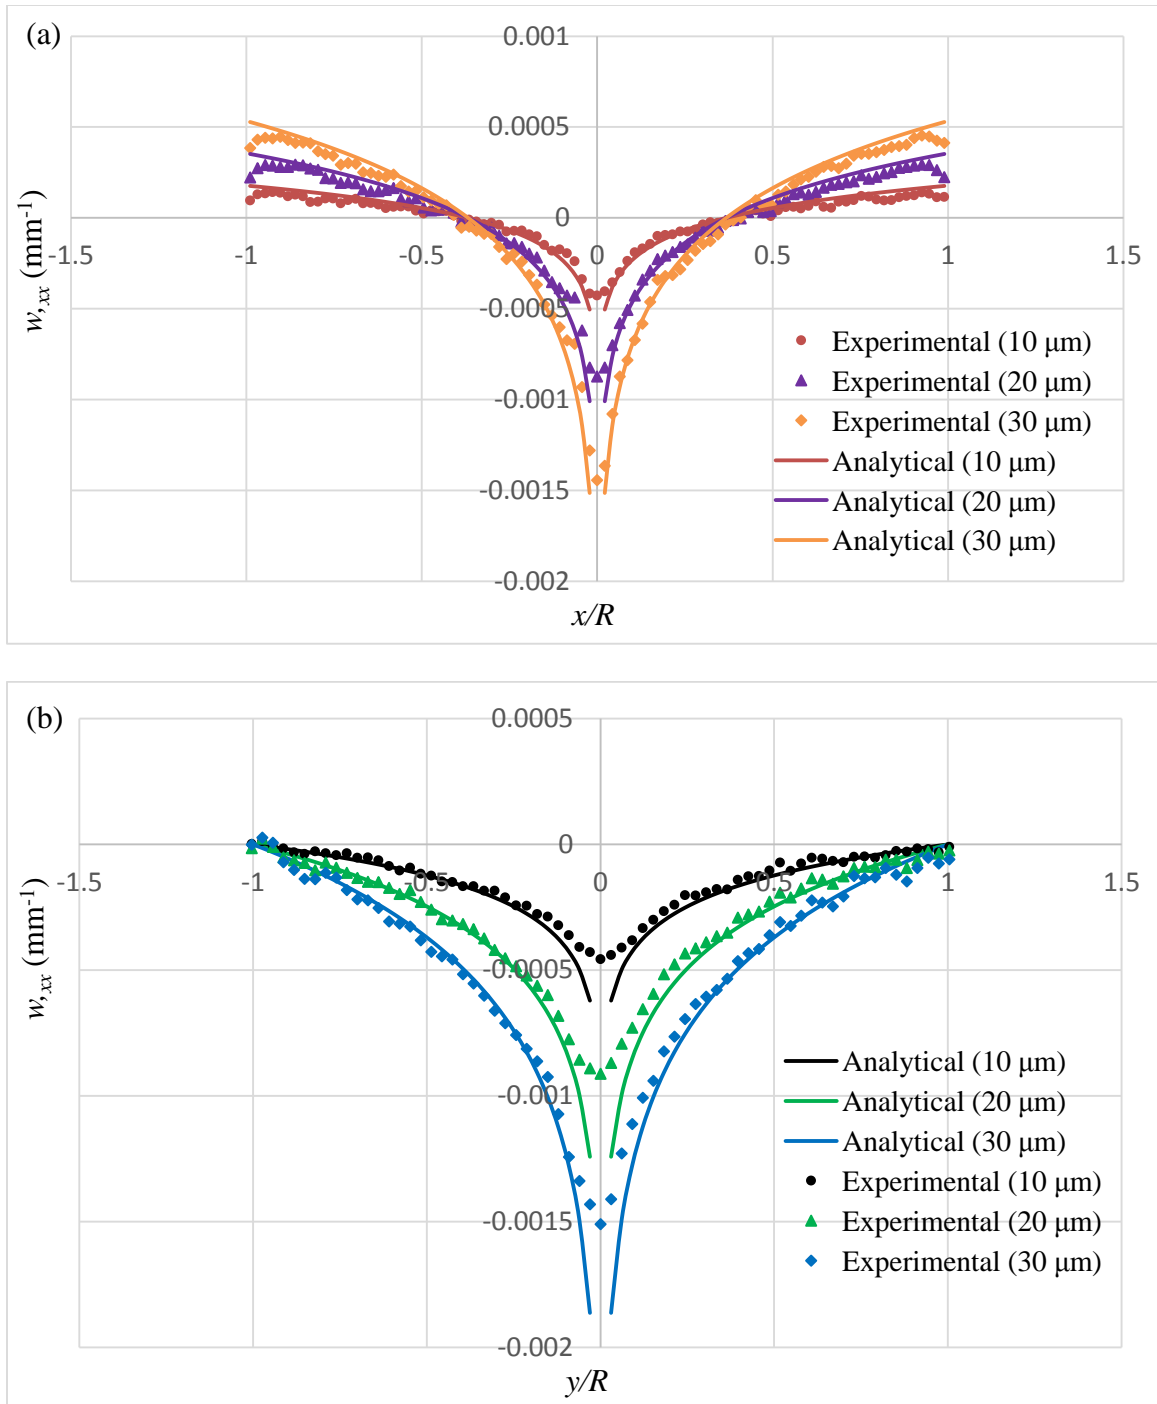 (a)
0.001
0.0005
0
-0.0005
-0.001
-0.0015
-0.002
-1.5
-1
-0.5
0
0.5
1
1.5
w,xx (mm-1)
x/R
Experimental (10 μm)
Experimental (20 μm)
Experimental (30 μm)
Analytical (10 μm)
Analytical (20 μm)
Analytical (30 μm)
(b)
0.0005
0
-0.0005
-0.001
-0.0015
-0.002
-1.5
-1
-0.5
0
0.5
1
1.5
w,xx (mm-1)
y/R
Analytical (10 μm)
Analytical (20 μm)
Analytical (30 μm)
Experimental (10 μm)
Experimental (20 μm)
Experimental (30 μm)